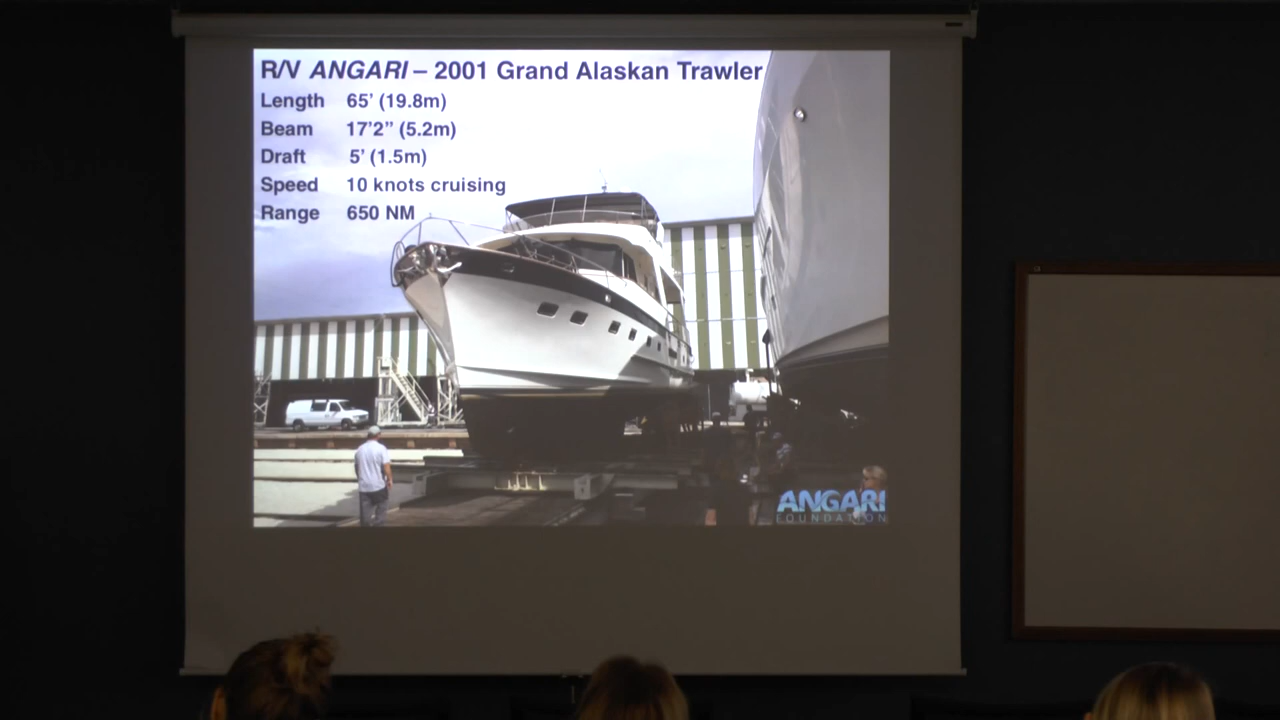 R/V ANGARI – 2001 Grand Alaskan Trawler
Length 65’ (19.8m)
Beam 17’2” (5.2m)
Draft 5’ (1.5m)
Speed 10 knots cruising
Range 650 NM
ANGARI
FOUNDATION